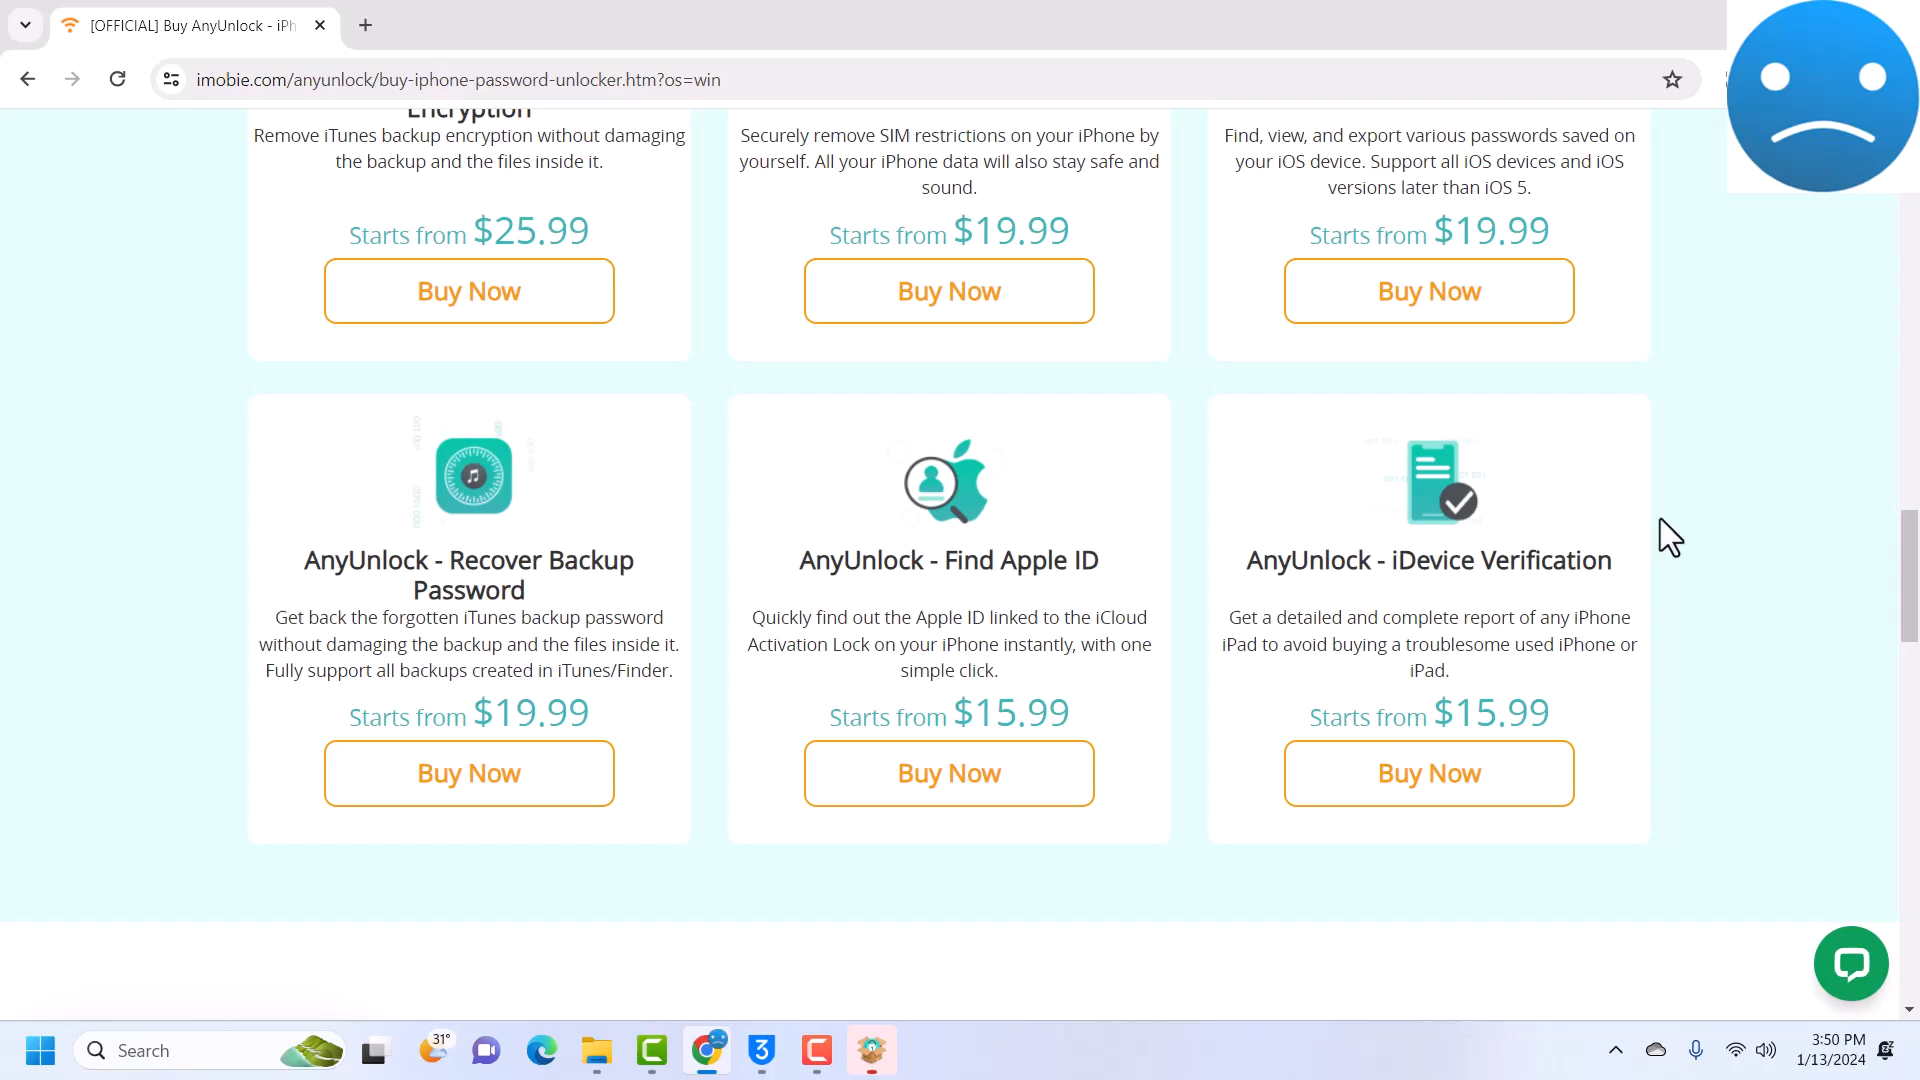 [OFFICIAL] Buy AnyUnlock - iPh
imobie.com/anyunlock/buy-iphone-password-unlocker.htm?os=win
Encryption
Remove iTunes backup encryption without damaging
the backup and the files inside it.
Starts from $25.99
Buy Now
Securely remove SIM restrictions on your iPhone by
yourself. All your iPhone data will also stay safe and
sound.
Starts from $19.99
Buy Now
Find, view, and export various passwords saved on
your iOS device. Support all iOS devices and iOS
versions later than iOS 5.
Starts from $19.99
Buy Now
AnyUnlock - Recover Backup
Password
Get back the forgotten iTunes backup password
without damaging the backup and the files inside it.
Fully support all backups created in iTunes/Finder.
Starts from $19.99
Buy Now
AnyUnlock - Find Apple ID
Quickly find out the Apple ID linked to the iCloud
Activation Lock on your iPhone instantly, with one
simple click.
Starts from $15.99
Buy Now
AnyUnlock - iDevice Verification
Get a detailed and complete report of any iPhone
iPad to avoid buying a troublesome used iPhone or
iPad.
Starts from $15.99
Buy Now
Search
31°
3
3:50 PM
1/13/2024